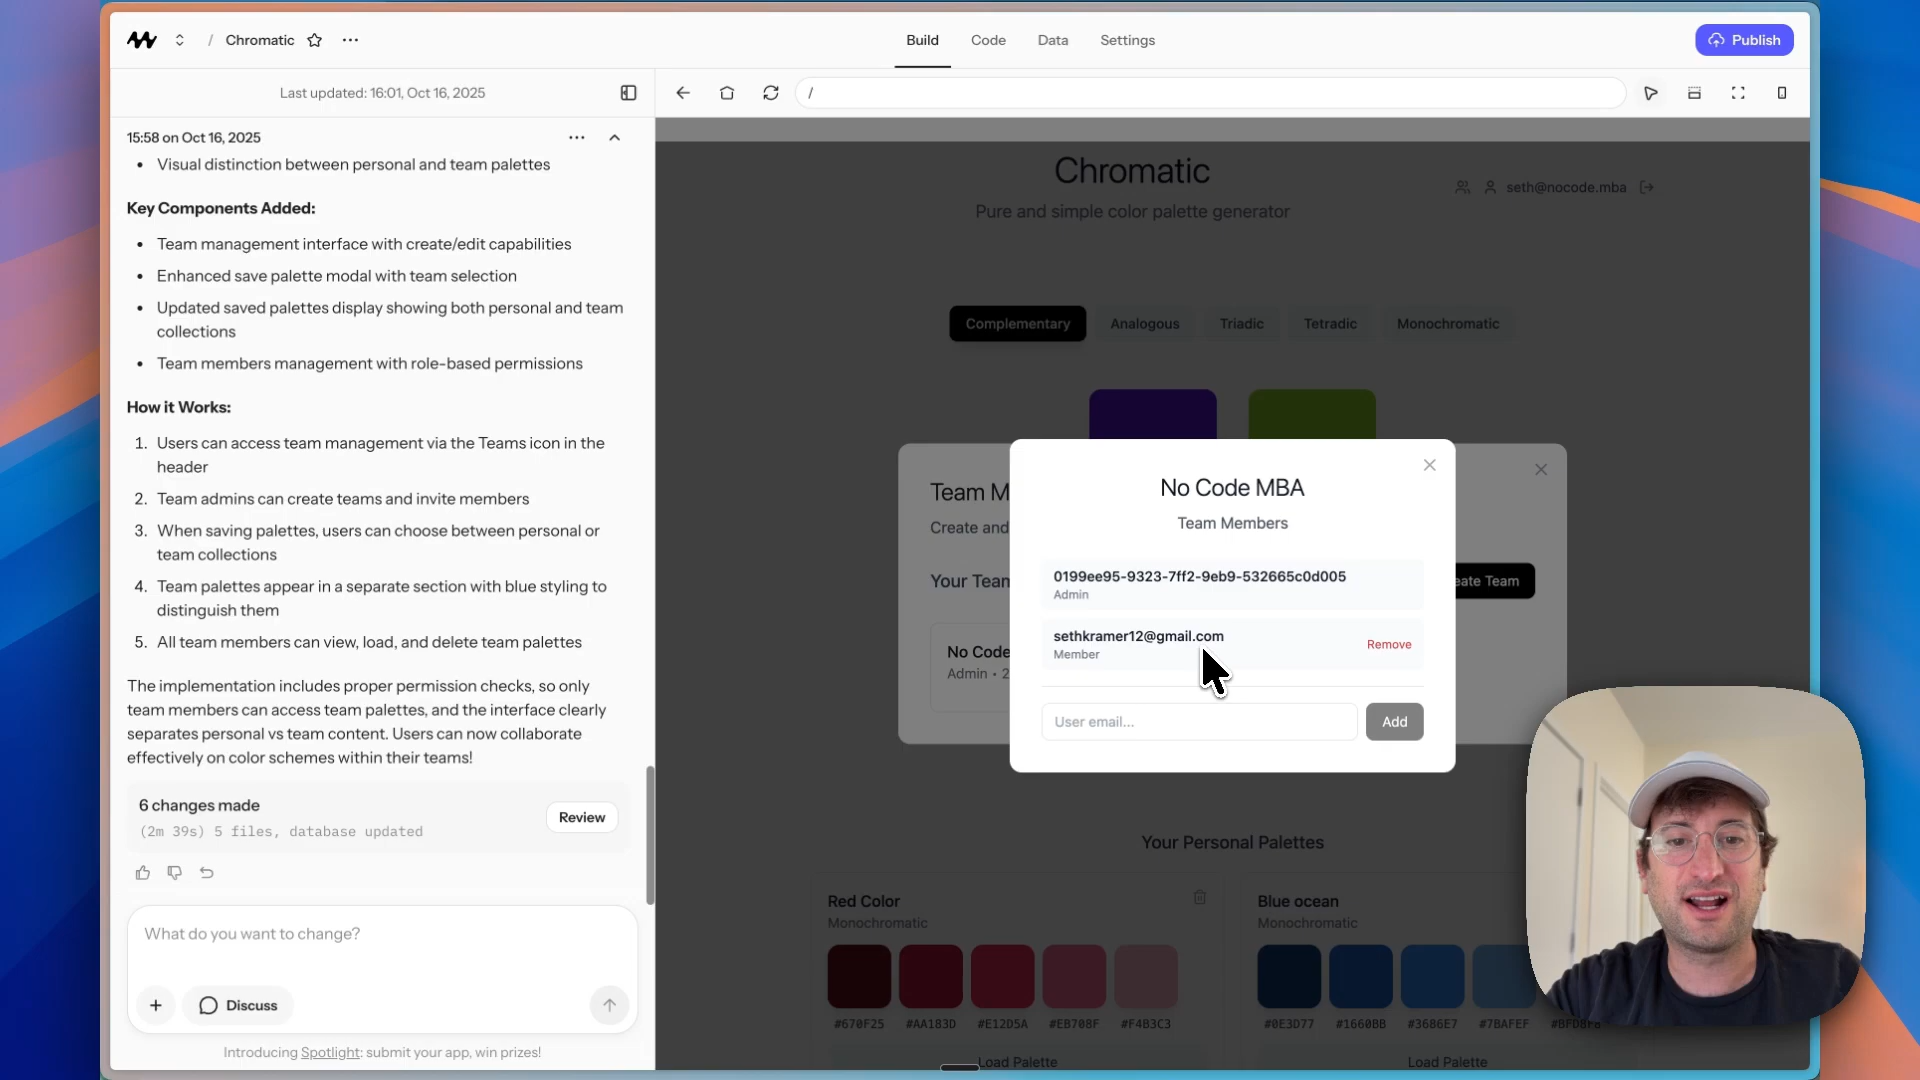 / Chromatic
Build
Code
Data
Settings
Publish
Last updated: 16:01, Oct 16, 2025
/
15:58 on Oct 16, 2025
• Visual distinction between personal and team palettes
Key Components Added:
• Team management interface with create/edit capabilities
• Enhanced save palette modal with team selection
• Updated saved palettes display showing both personal and team
collections
• Team members management with role-based permissions
How it Works:
1. Users can access team management via the Teams icon in the
header
2. Team admins can create teams and invite members
3. When saving palettes, users can choose between personal or
team collections
4. Team palettes appear in a separate section with blue styling to
distinguish them
5. All team members can view, load, and delete team palettes
The implementation includes proper permission checks, so only
team members can access team palettes, and the interface clearly
separates personal vs team content. Users can now collaborate
effectively on color schemes within their teams!
6 changes made
(2m 39s) 5 files, database updated
Review
What do you want to change?
Discuss
Introducing Spotlight: submit your app, win prizes!
Chromatic
Pure and simple color palette generator
seth@nocode.mba
Complementary
Analogous
Triadic
Tetradic
Monochromatic
Team M
Create and
Your Tean
eate Team
No Code
Admin • 2
No Code MBA
Team Members
0199ee95-9323-7ff2-9eb9-532665c0d005
Admin
sethkramer12@gmail.com
Member
Remove
User email...
Add
Your Personal Palettes
Red Color
Monochromatic
#670F25
#AA183D
#E12D5A
#EB708F
#F4B3C3
Load Palette
Blue ocean
Monochromatic
#0E3D77
#1660BB
#3686E7
#7BAFEF
#BFD8F8
Load Palette